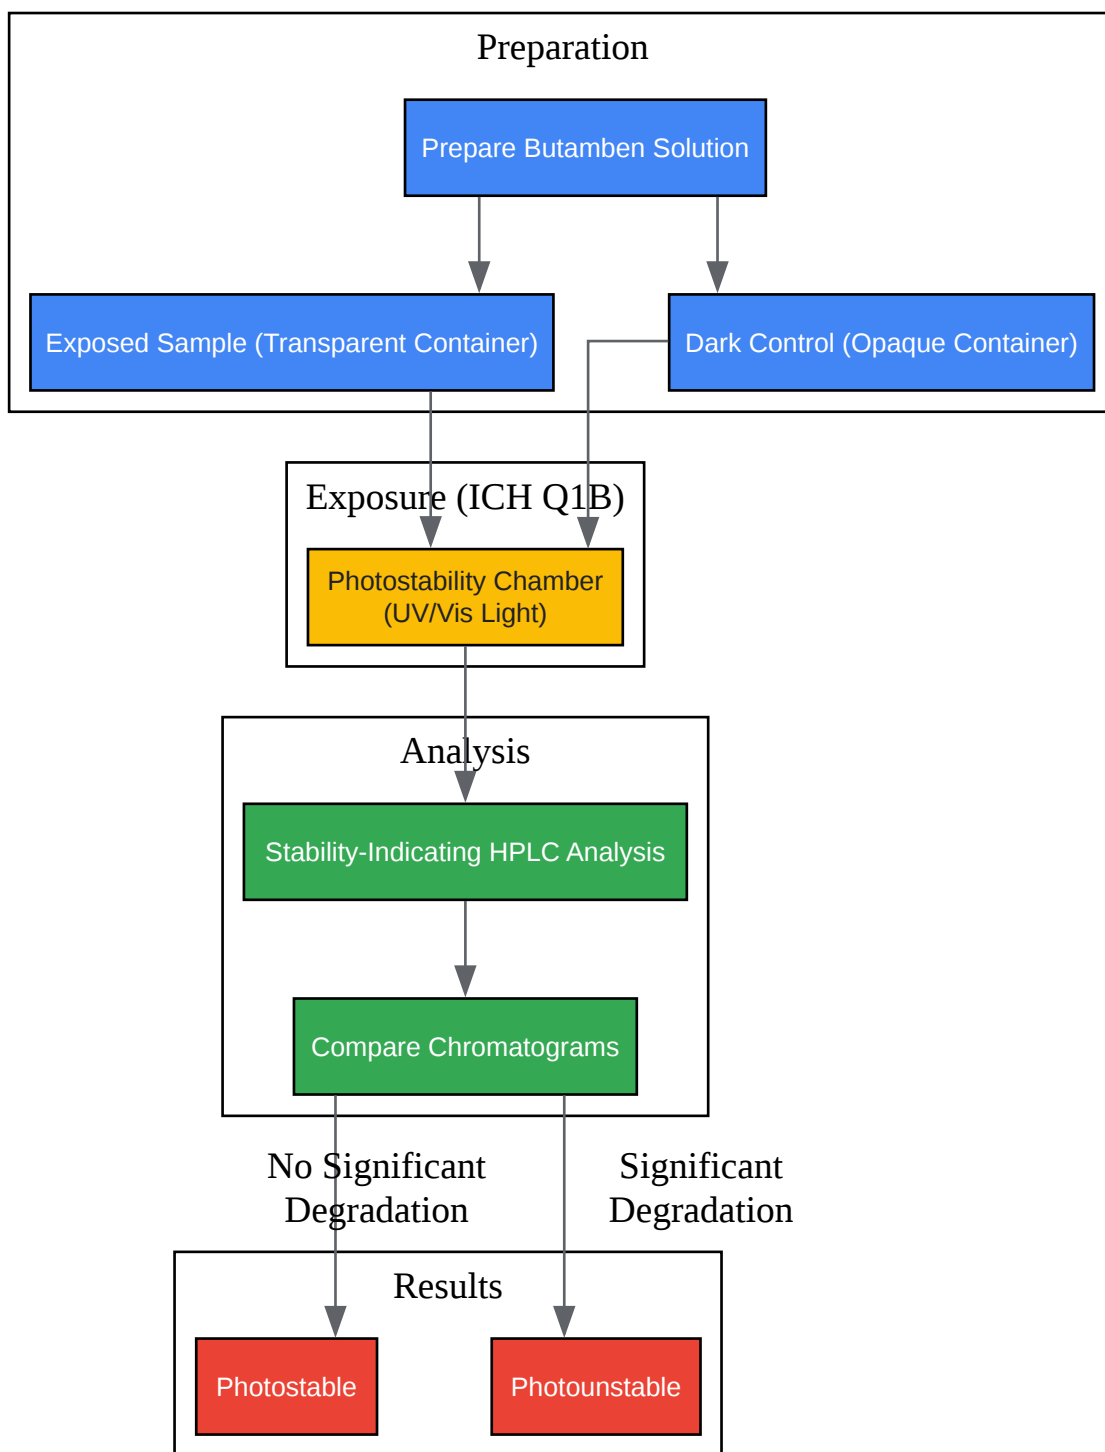 Preparation
Prepare Butamben Solution
Exposed Sample (Transparent Container)
Dark Control (Opaque Container)
Exposure (ICH Q1B)
Photostability Chamber
(UV/Vis Light)
Analysis
Stability-Indicating HPLC Analysis
Compare Chromatograms
No Significant
Degradation
Significant
Degradation
Results
Photostable
Photounstable